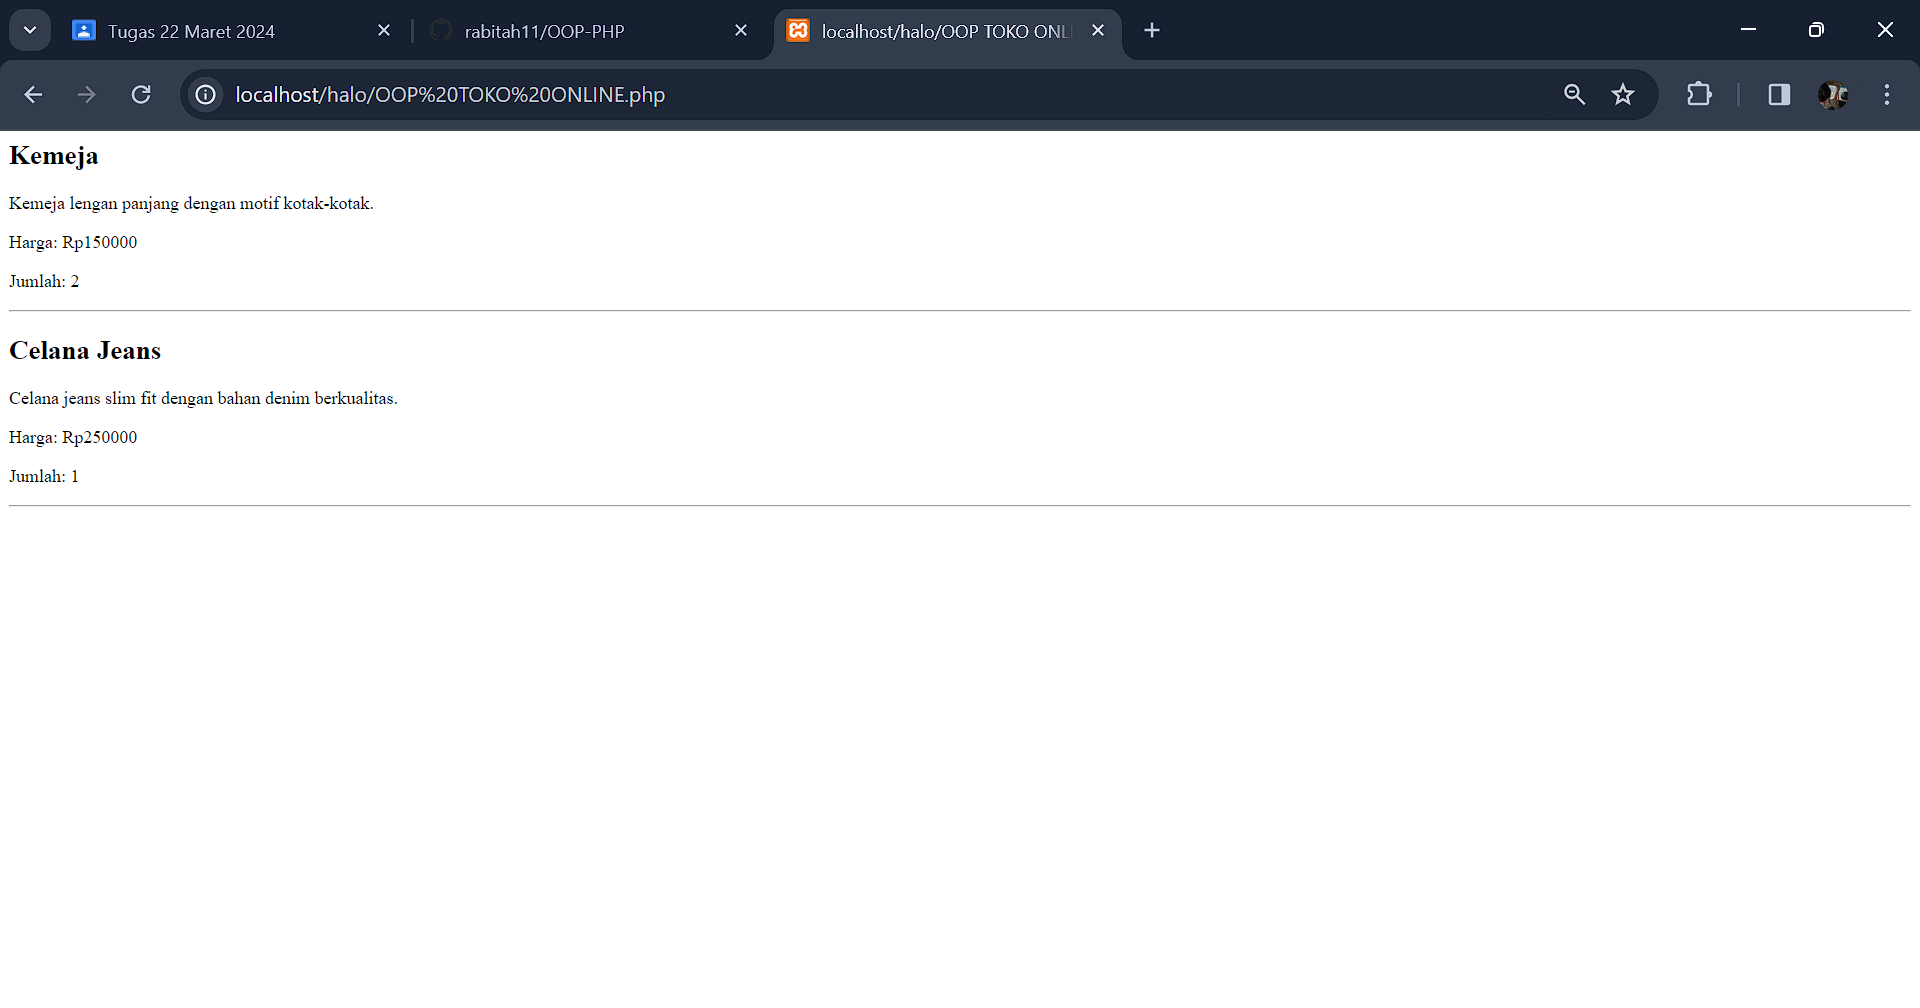 Tugas 22 Maret 2024
rabitah11/OOP-PHP
localhost/halo/OOP TOKO ONL
localhost/halo/OOP%20TOKO%20ONLINE.php
Kemeja
Kemeja lengan panjang dengan motif kotak-kotak.
Harga: Rp150000
Jumlah: 2
Celana Jeans
Celana jeans slim fit dengan bahan denim berkualitas.
Harga: Rp250000
Jumlah: 1